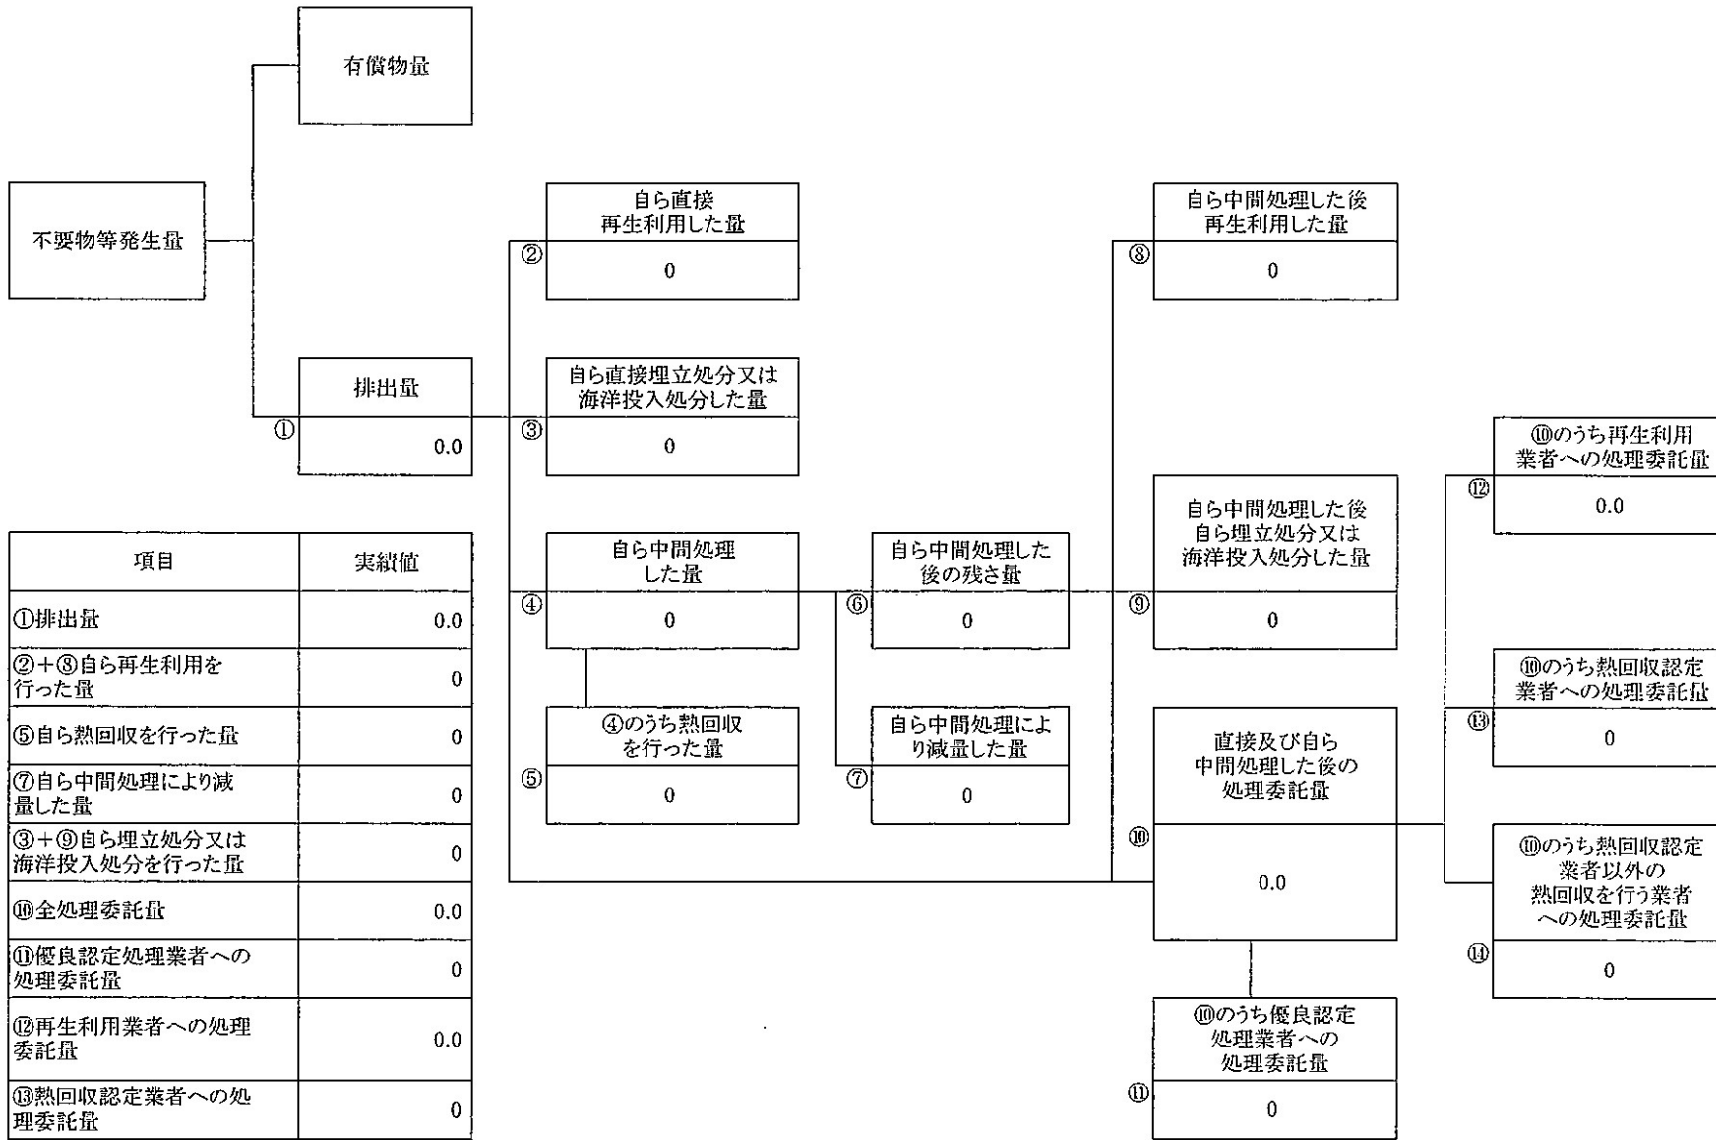 有償物量
不要物等発生量
排出量
①
0.0
自ら直接
再生利用した量
②
0
自ら直接埋立処分又は
海洋投入処分した量
③
0
自ら中間処理
した量
④
0
④のうち熱回収
を行った量
⑤
0
自ら中間処理した
後の残さ量
⑥
0
自ら中間処理によ
り減量した量
⑦
0
自ら中間処理した後
再生利用した量
⑧
0
自ら中間処理した後
自ら埋立処分又は
海洋投入処分した量
⑨
0
直接及び自ら
中間処理した後の
処理委託量
⑩
0.0
⑩のうち優良認定
処理業者への
処理委託量
⑪
0
⑩のうち再生利用
業者への処理委託量
⑫
0.0
⑩のうち熱回収認定
業者への処理委託量
⑬
0
⑩のうち熱回収認定
業者以外の
熱回収を行う業者
への処理委託量
⑭
0
項目 実績値
①排出量 0.0
②+⑧自ら再生利用を
行った量 0
⑤自ら熱回収を行った量 0
⑦自ら中間処理により減
量した量 0
③+⑨自ら埋立処分又は
海洋投入処分を行った量 0
⑩全処理委託量 0.0
⑪優良認定処理業者への
処理委託量 0
⑫再生利用業者への処理
委託量 0.0
⑬熱回収認定業者への処
理委託量 0